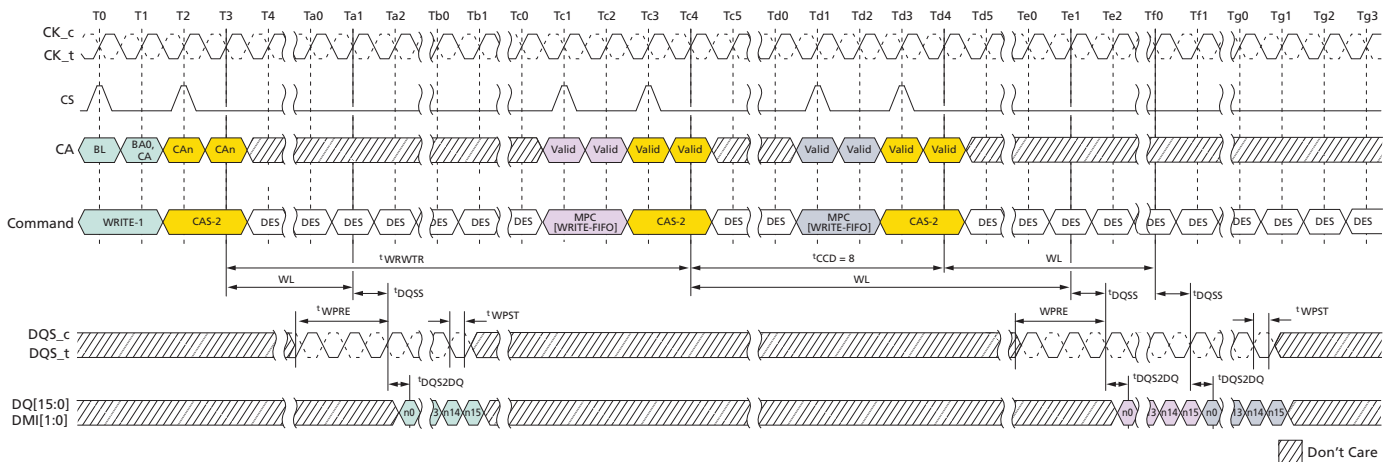 T0 T1 T2 T3 T4 Ta0 Ta1 Ta2 Tb0 Tb1 Tc0 Tc1 Tc2 Tc3 Tc4 Tc5 Td0 Td1 Td2 Td3 Td4 Td5 Te0 Te1 Te2 Tf0 Tf1 Tg0 Tg1 Tg2 Tg3
CK_c
CK_t
CS
CA BL BA0, CA CAn CAn Valid Valid Valid Valid Valid Valid Valid Valid
Command WRITE-1 CAS-2 DES DES DES DES DES DES DES MPC [WRITE-FIFO] CAS-2 DES DES MPC [WRITE-FIFO] CAS-2 DES DES DES DES DES DES DES DES DES DES
tWRWTR tCCD = 8 WL
WL tDQSS WL tDQSS tDQSS
tWPRE tWPST WPRE tWPST
DQS_c
DQS_t
tDQS2DQ tDQS2DQ tDQS2DQ
DQ[15:0]
DMI[1:0]
n0 3 n14 n15 n0 3 n14 n15 n0 13 n14 n15
Don't Care